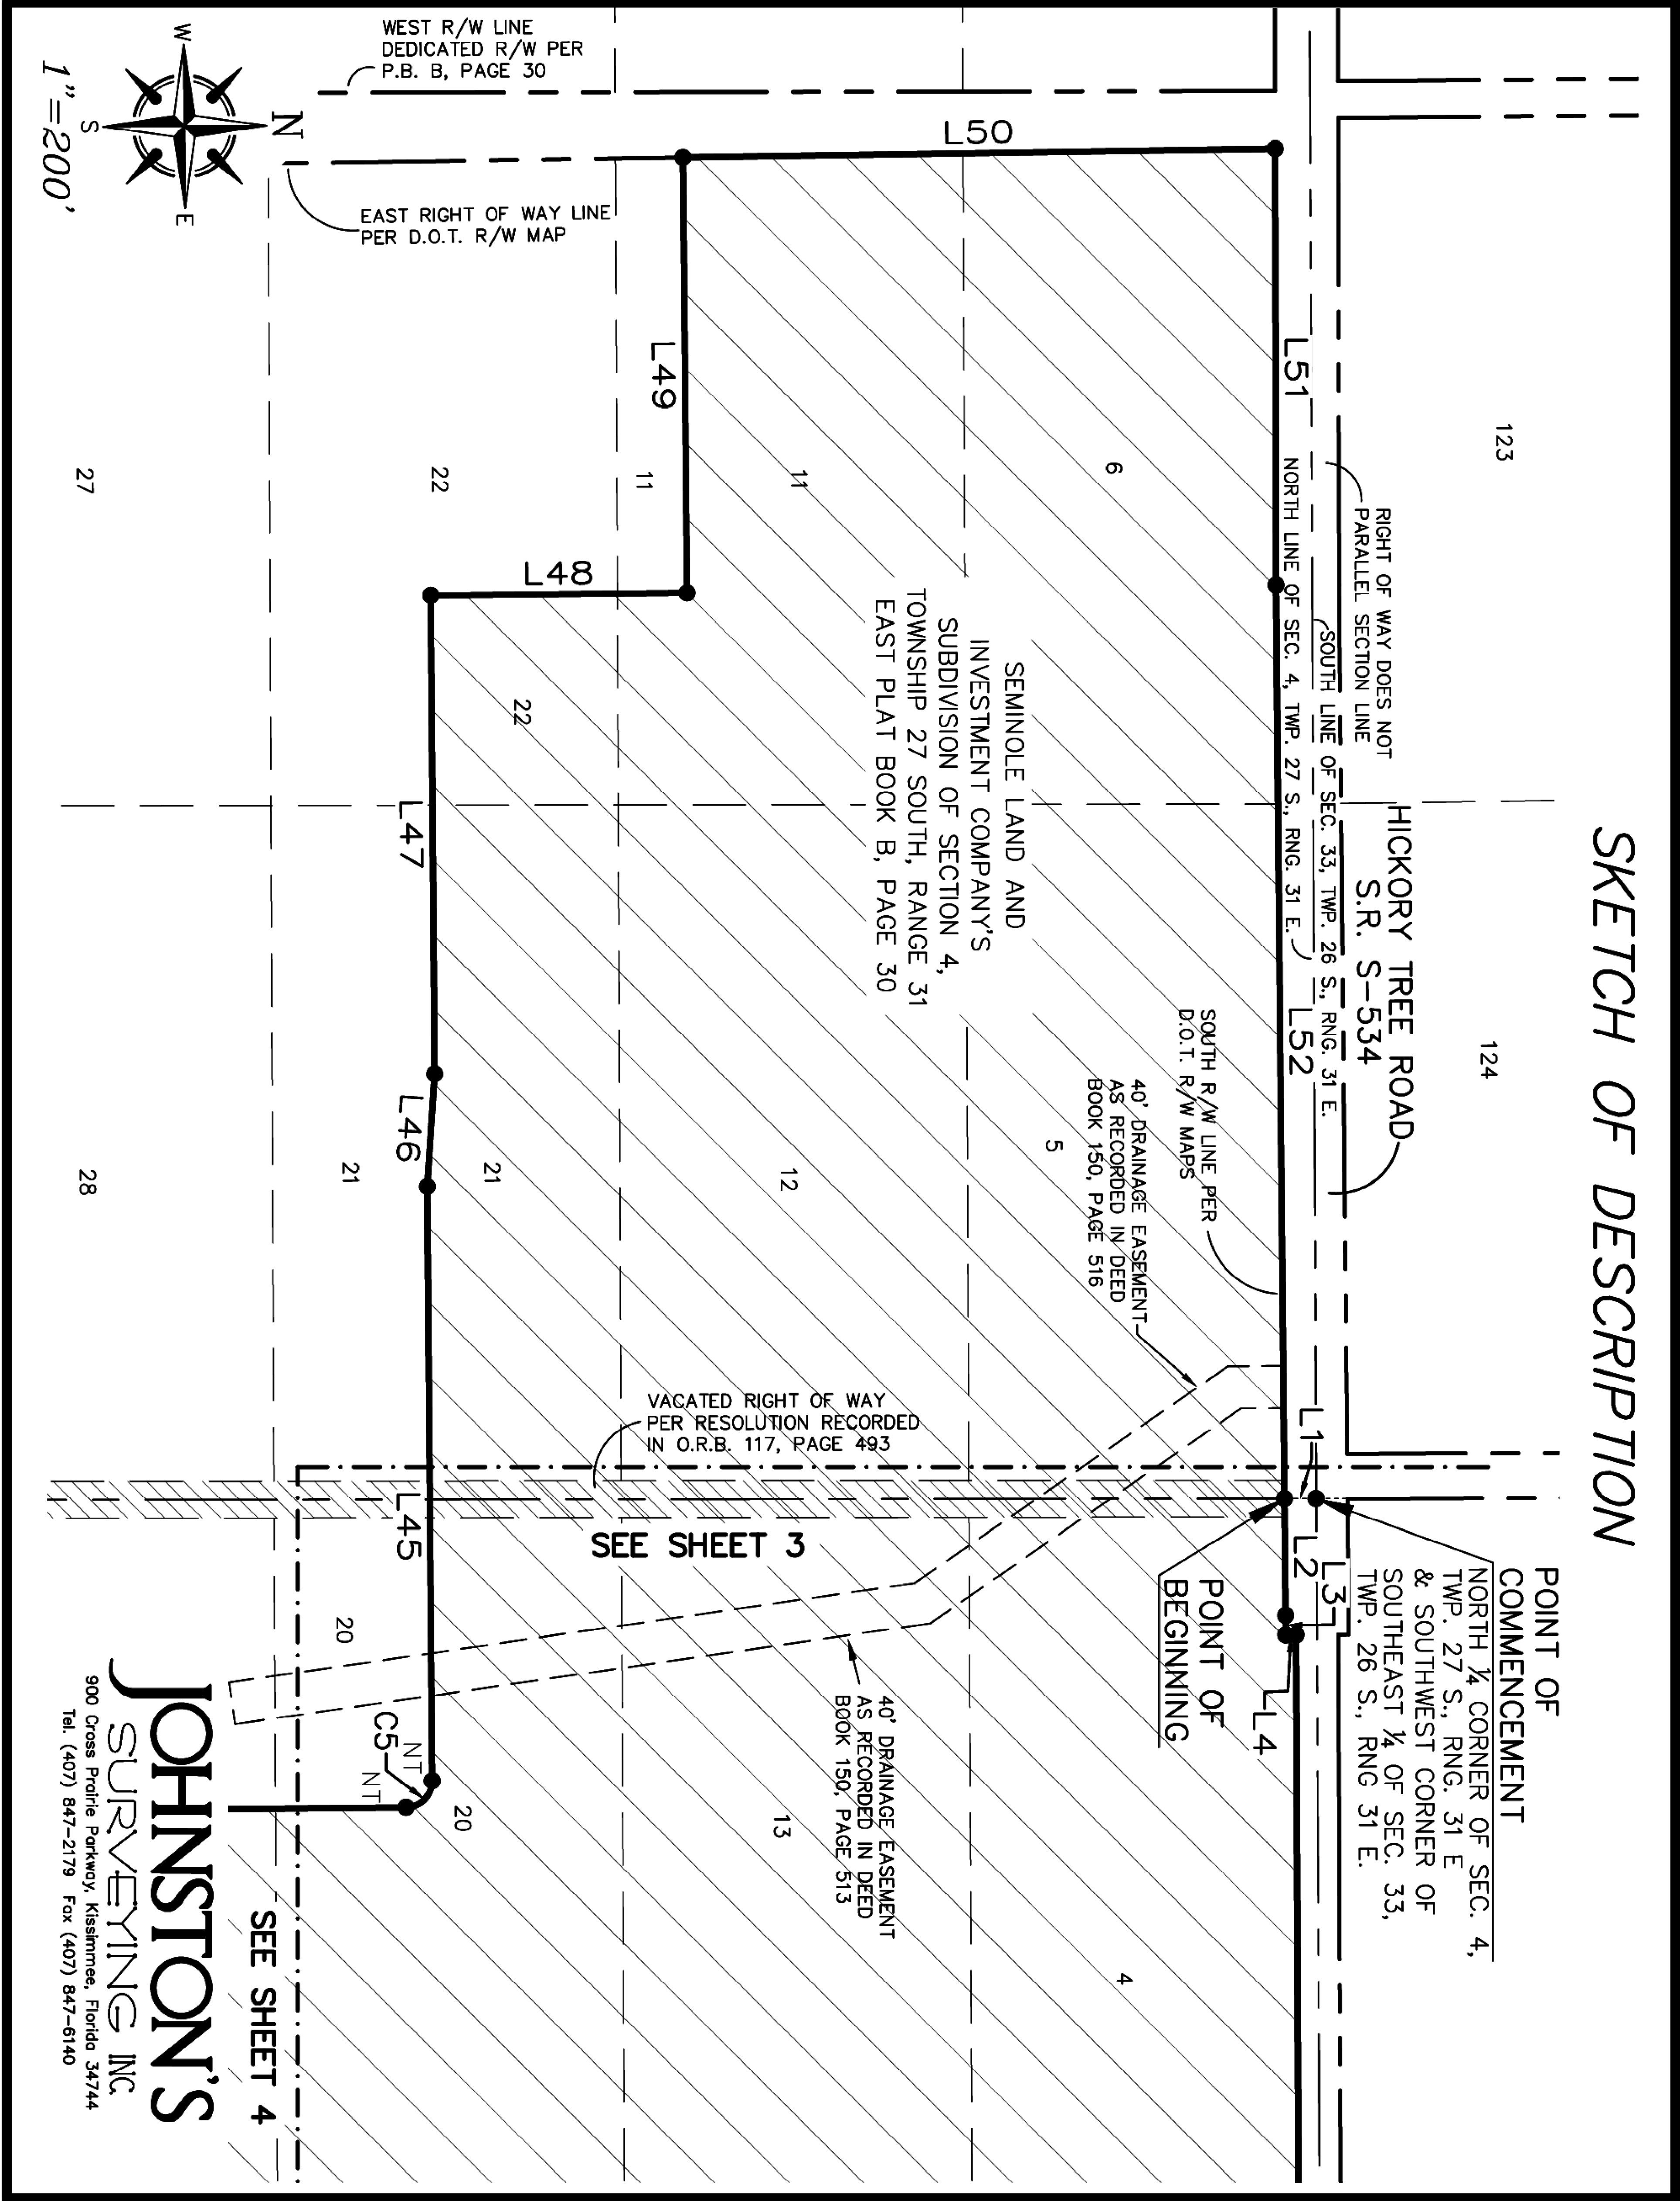 SKETCH OF DESCRIPTION
123
124
RIGHT OF WAY DOES NOT
PARALLEL SECTION LINE
HICKORY TREE ROAD
S.R. S-534
SOUTH LINE OF SEC. 33, TWP. 26 S., RNG. 31 E.
L51
NORTH LINE OF SEC. 4, TWP. 27 S., RNG. 31 E.
L52
L1
L2
L3
L4
POINT OF
COMMENCEMENT
NORTH ¼ CORNER OF SEC. 4,
TWP. 27 S., RNG. 31 E
& SOUTHWEST CORNER OF
SOUTHEAST ¼ OF SEC. 33,
TWP. 26 S., RNG 31 E.
POINT OF
BEGINNING
SOUTH R/W LINE PER
D.O.T. R/W MAPS
40' DRAINAGE EASEMENT
AS RECORDED IN DEED
BOOK 150, PAGE 516
6
5
4
L50
SEMINOLE LAND AND
INVESTMENT COMPANY'S
SUBDIVISION OF SECTION 4,
TOWNSHIP 27 SOUTH, RANGE 31
EAST PLAT BOOK B, PAGE 30
40' DRAINAGE EASEMENT
AS RECORDED IN DEED
BOOK 150, PAGE 513
11
12
13
SEE SHEET 3
VACATED RIGHT OF WAY
PER RESOLUTION RECORDED
IN O.R.B. 117, PAGE 493
L49
11
L48
22
21
20
WEST R/W LINE
DEDICATED R/W PER
P.B. B, PAGE 30
EAST RIGHT OF WAY LINE
PER D.O.T. R/W MAP
22
L47
L46
L45
C5
NT
NT
21
20
27
28
SEE SHEET 4
N
W
E
S
1"=200'
JOHNSTON'S
SURVEYING INC.
900 Cross Prairie Parkway, Kissimmee, Florida 34744
Tel. (407) 847-2179 Fax (407) 847-6140